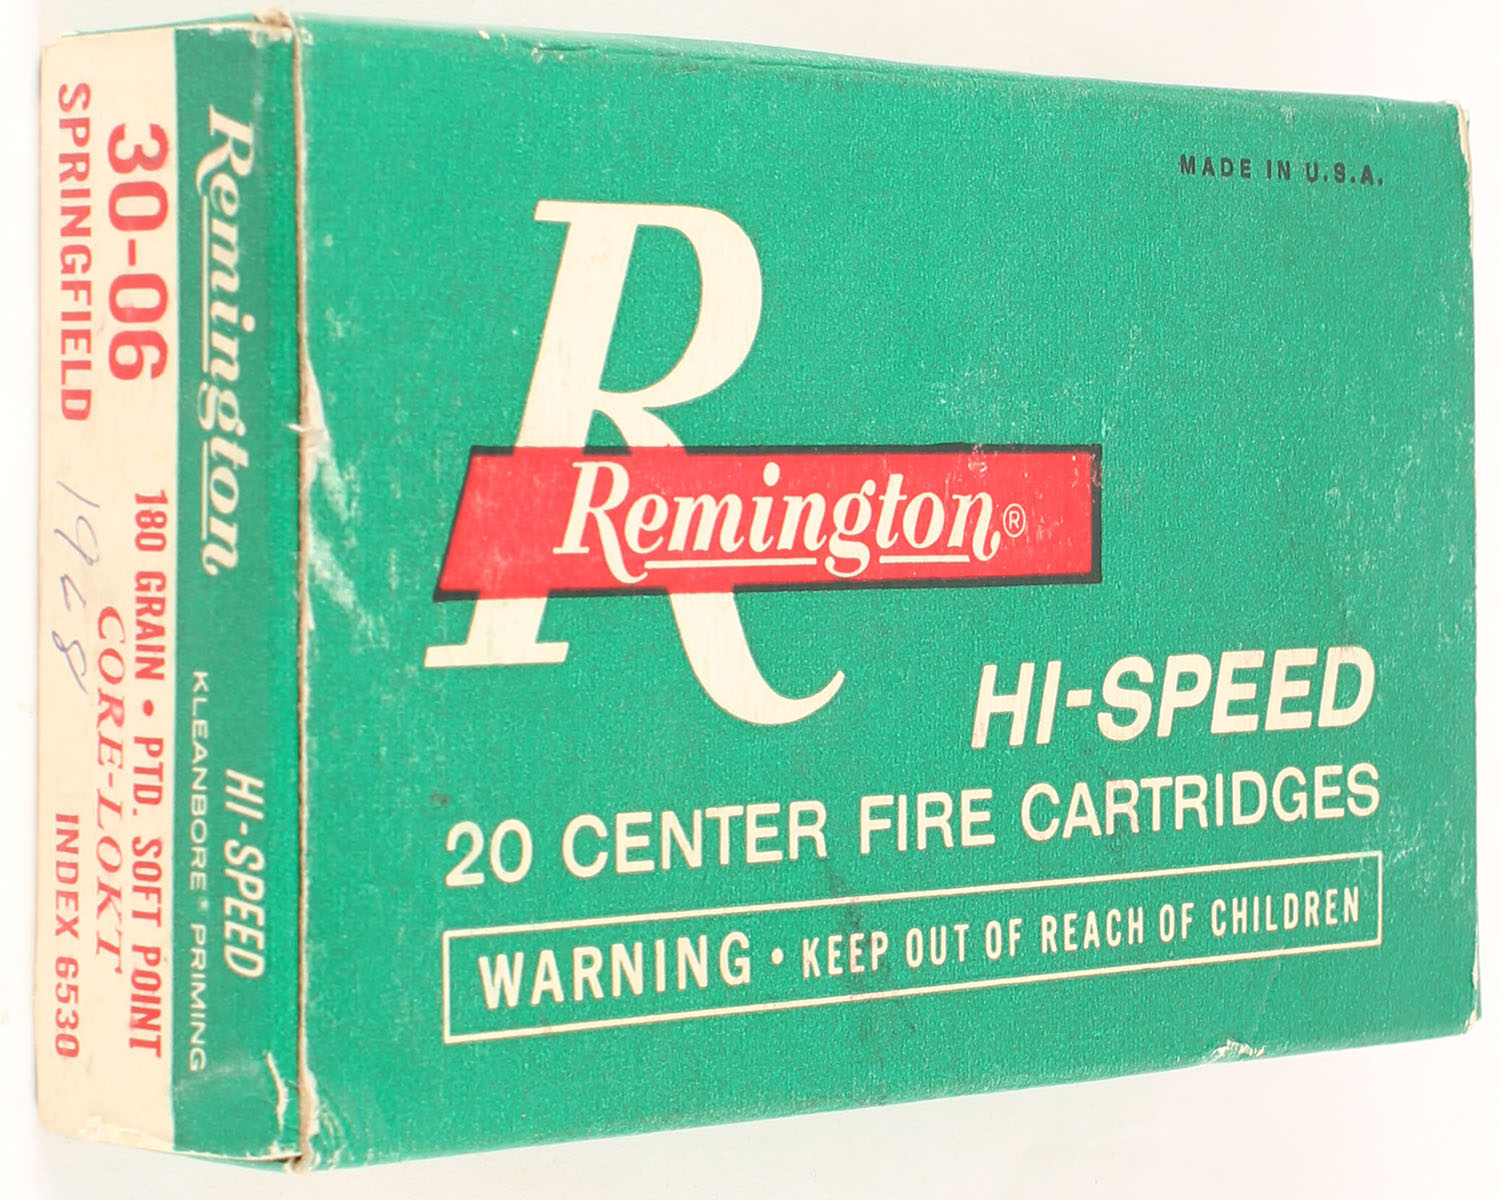 MADE IN U.S.A.
R
Remington®
HI-SPEED
20 CENTER FIRE CARTRIDGES
WARNING • KEEP OUT OF REACH OF CHILDREN
Remington
HI-SPEED
KLEANBORE® PRIMING
30-06
SPRINGFIELD
180 GRAIN • PTD. SOFT POINT
CORE-LOKT
INDEX 6530
1968